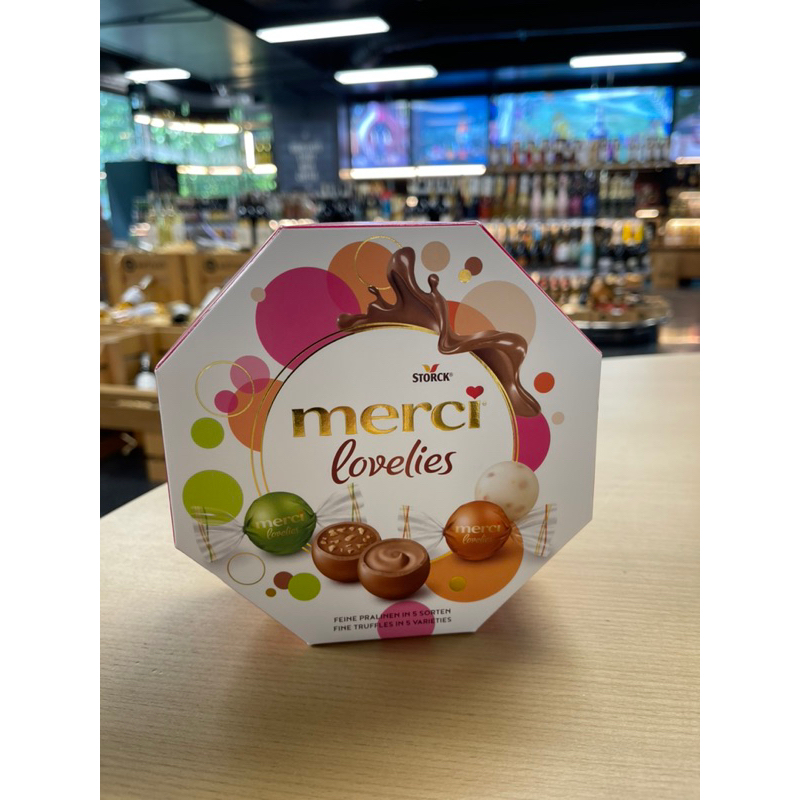 STORCK®
merci
lovelies
merci
lovelies
merci
lovelies
FEINE PRALINEN IN 5 SORTEN
FINE TRUFFLES IN 5 VARIETIES